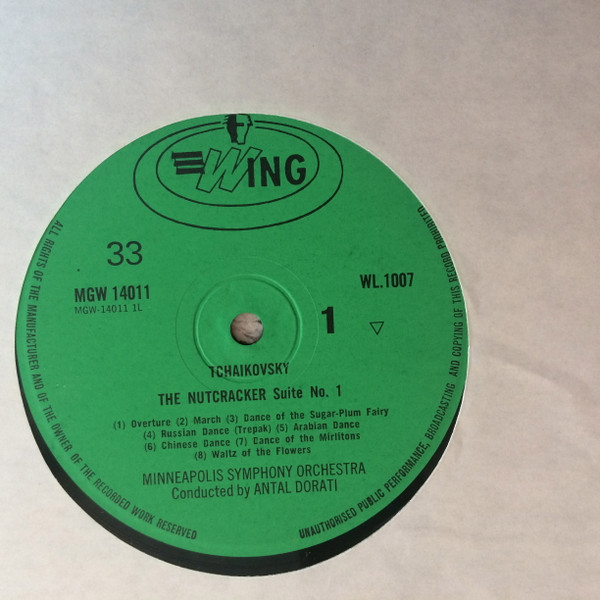 WING
33
MGW 14011
MGW-14011 1L
WL.1007
1
TCHAIKOVSKY
THE NUTCRACKER Suite No. 1
(1) Overture (2) March (3) Dance of the Sugar-Plum Fairy
(4) Russian Dance (Trepak) (5) Arabian Dance
(6) Chinese Dance (7) Dance of the Mirlitons
(8) Waltz of the Flowers
MINNEAPOLIS SYMPHONY ORCHESTRA
Conducted by ANTAL DORATI
ALL RIGHTS OF THE MANUFACTURER AND OF THE OWNER OF THE RECORDED WORK RESERVED
UNAUTHORISED PUBLIC PERFORMANCE, BROADCASTING AND COPYING OF THIS RECORD PROHIBITED